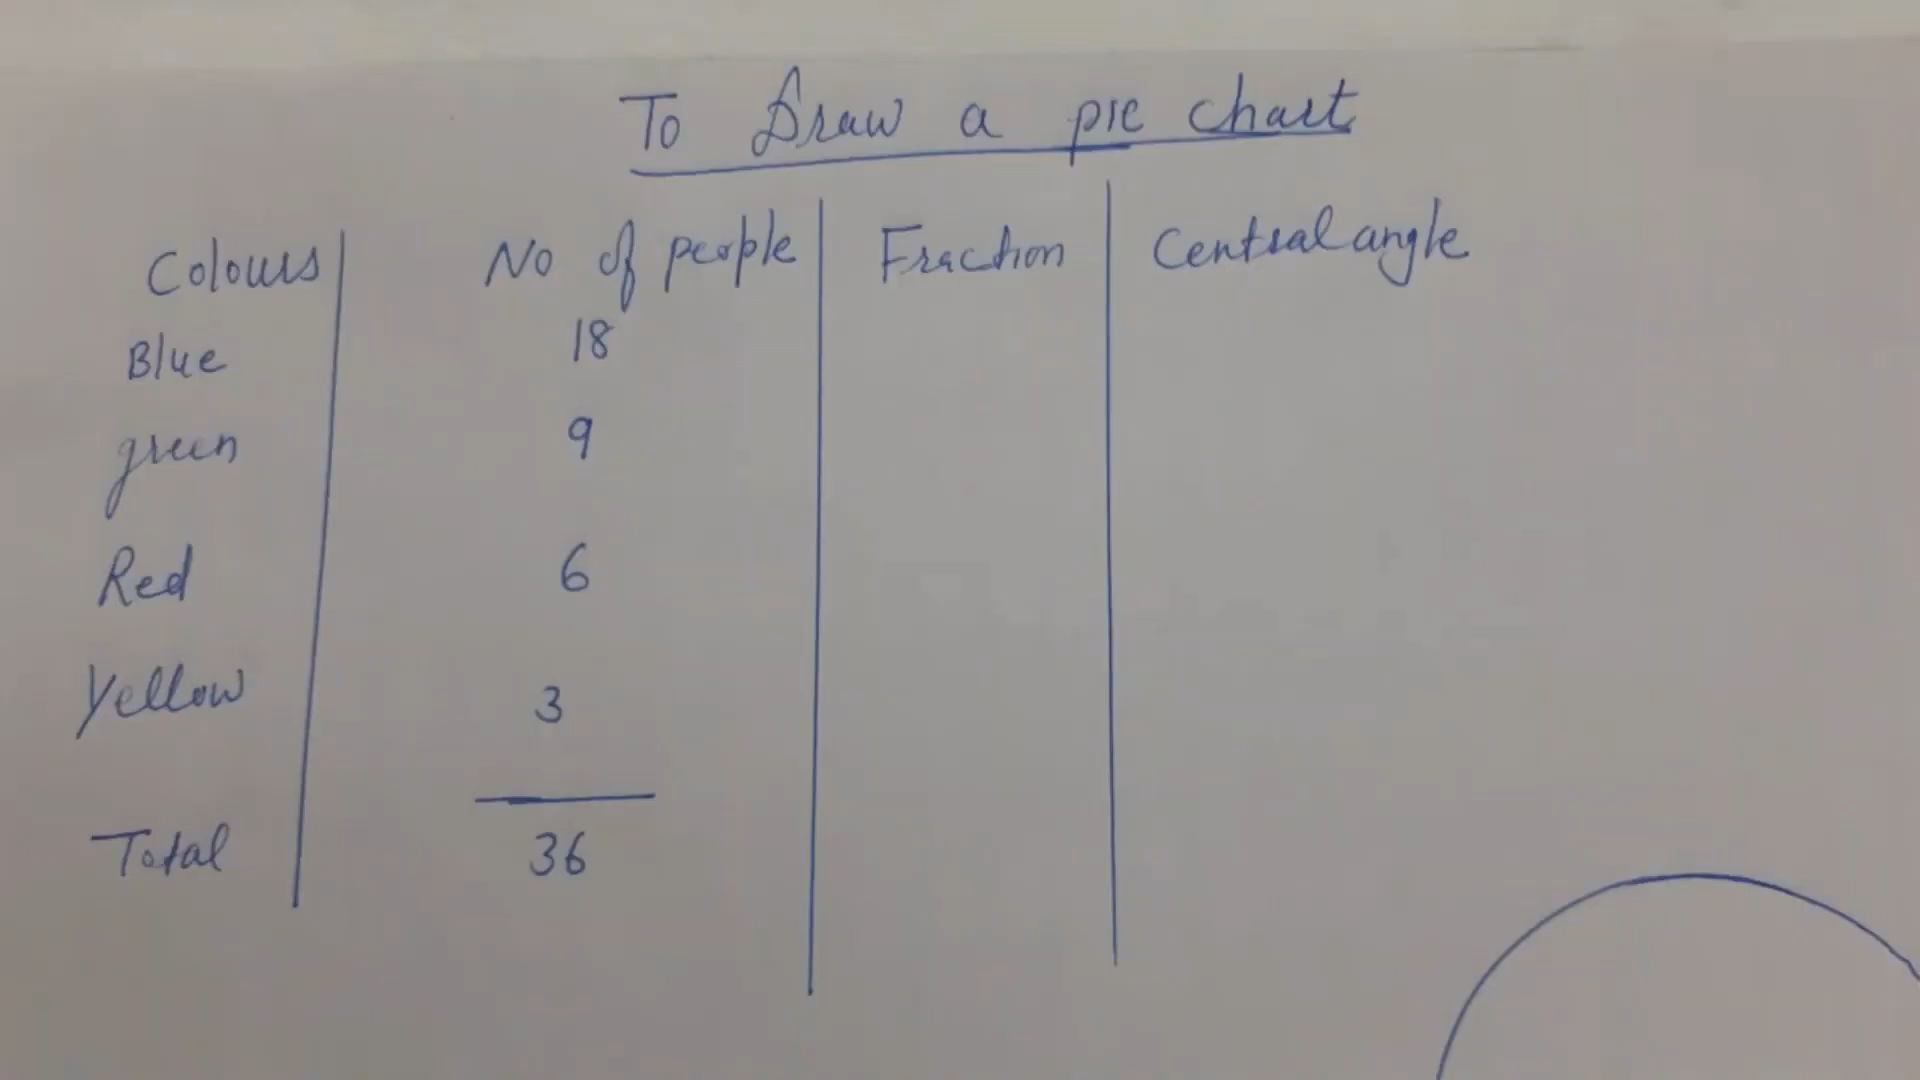 To Draw a pie chart
Colours No of people Fraction Central angle
Blue 18
green 9
Red 6
Yellow 3
Total 36